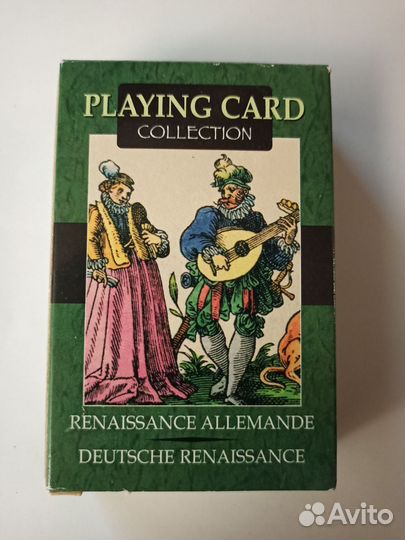 PLAYING CARD
COLLECTION
RENAISSANCE ALLEMANDE
DEUTSCHE RENAISSANCE
Avito